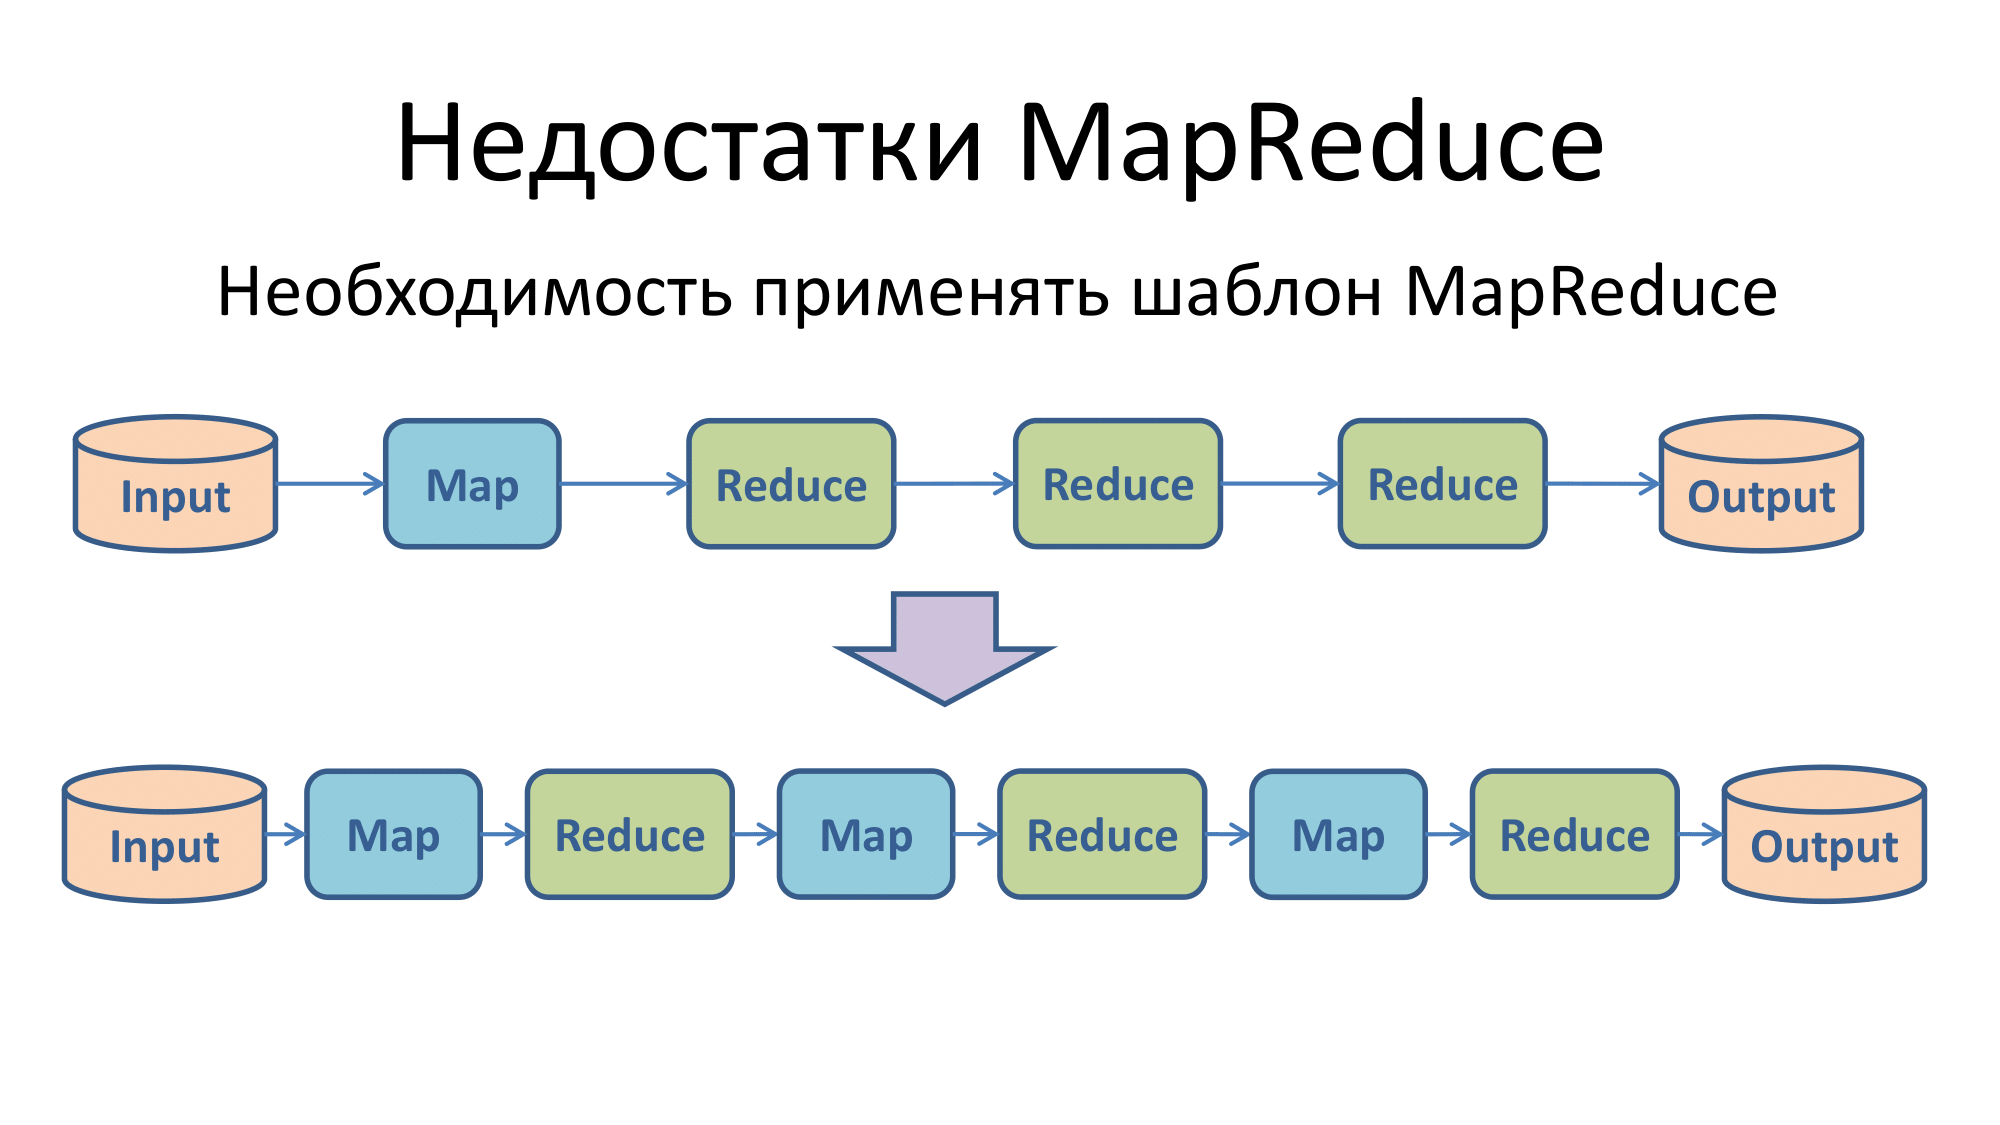 Недостатки MapReduce
Необходимость применять шаблон MapReduce
Input Map Reduce Reduce Reduce Output
Input Map Reduce Map Reduce Map Reduce Output